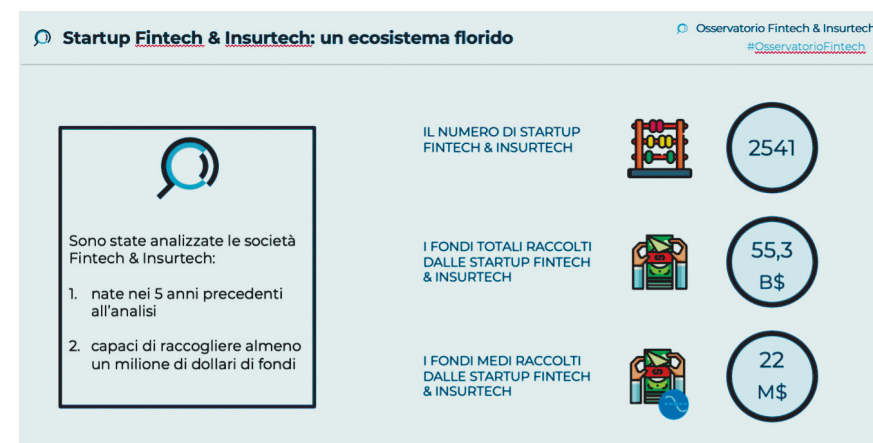 Startup Fintech & Insurtech: un ecosistema florido
Osservatorio Fintech & Insurtech
#OsservatorioFintech
Sono state analizzate le società
Fintech & Insurtech:
1. nate nei 5 anni precedenti
all'analisi
2. capaci di raccogliere almeno
un milione di dollari di fondi
IL NUMERO DI STARTUP
FINTECH & INSURTECH
2541
I FONDI TOTALI RACCOLTI
DALLE STARTUP FINTECH
& INSURTECH
55,3
B$
I FONDI MEDI RACCOLTI
DALLE STARTUP FINTECH
& INSURTECH
22
M$